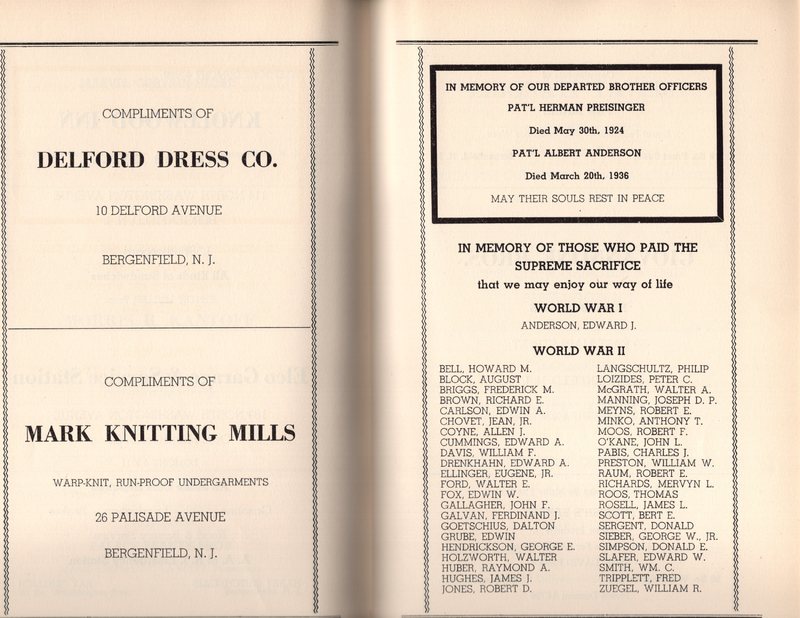 COMPLIMENTS OF
DELFORD DRESS CO.
10 DELFORD AVENUE
BERGENFIELD, N. J.
COMPLIMENTS OF
MARK KNITTING MILLS
WARP-KNIT, RUN-PROOF UNDERGARMENTS
26 PALISADE AVENUE
BERGENFIELD, N. J.
IN MEMORY OF OUR DEPARTED BROTHER OFFICERS
PAT'L HERMAN PREISINGER
Died May 30th, 1924
PAT'L ALBERT ANDERSON
Died March 20th, 1936
MAY THEIR SOULS REST IN PEACE
IN MEMORY OF THOSE WHO PAID THE
SUPREME SACRIFICE
that we may enjoy our way of life
WORLD WAR I
ANDERSON, EDWARD J.
WORLD WAR II
BELL, HOWARD M.
BLOCK, AUGUST
BRIGGS, FREDERICK M.
BROWN, RICHARD E.
CARLSON, EDWIN A.
CHOVET, JEAN, JR.
COYNE, ALLEN J.
CUMMINGS, EDWARD A.
DAVIS, WILLIAM F.
DRENKHAHN, EDWARD A.
ELLINGER, EUGENE, JR.
FORD, WALTER E.
FOX, EDWIN W.
GALLAGHER, JOHN F.
GALVAN, FERDINAND J.
GOETSCHIUS, DALTON
GRUBE, EDWIN
HENDRICKSON, GEORGE E.
HOLZWORTH, WALTER
HUBER, RAYMOND A.
HUGHES, JAMES J.
JONES, ROBERT D.
LANGSCHULTZ, PHILIP
LOIZIDES, PETER C.
McGRATH, WALTER A.
MANNING, JOSEPH D. P.
MEYNS, ROBERT E.
MINKO, ANTHONY T.
MOOS, ROBERT F.
O'KANE, JOHN L.
PABIS, CHARLES J.
PRESTON, WILLIAM W.
RAUM, ROBERT E.
RICHARDS, MERVYN L.
ROOS, THOMAS
ROSELL, JAMES L.
SCOTT, BERT E.
SERGENT, DONALD
SIEBER, GEORGE W., JR.
SIMPSON, DONALD E.
SLAFER, EDWARD W.
SMITH, WM. C.
TRIPPLETT, FRED
ZUEGEL, WILLIAM R.